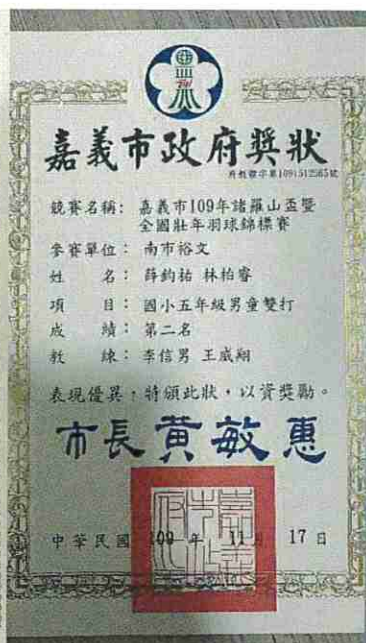 嘉義市政府獎狀
府教體字第1091512565號
競賽名稱: 嘉義市109年諸羅山盃暨
全國壯年羽球錦標賽
參賽單位: 南市裕文
姓名: 薛鈞祐 林柏睿
項目: 國小五年級男童雙打
成績: 第二名
教練: 李信男 王威翔
表現優異,特頒此狀,以資獎勵。
市長黃敏惠
中華民國 109 年 11 月 17 日